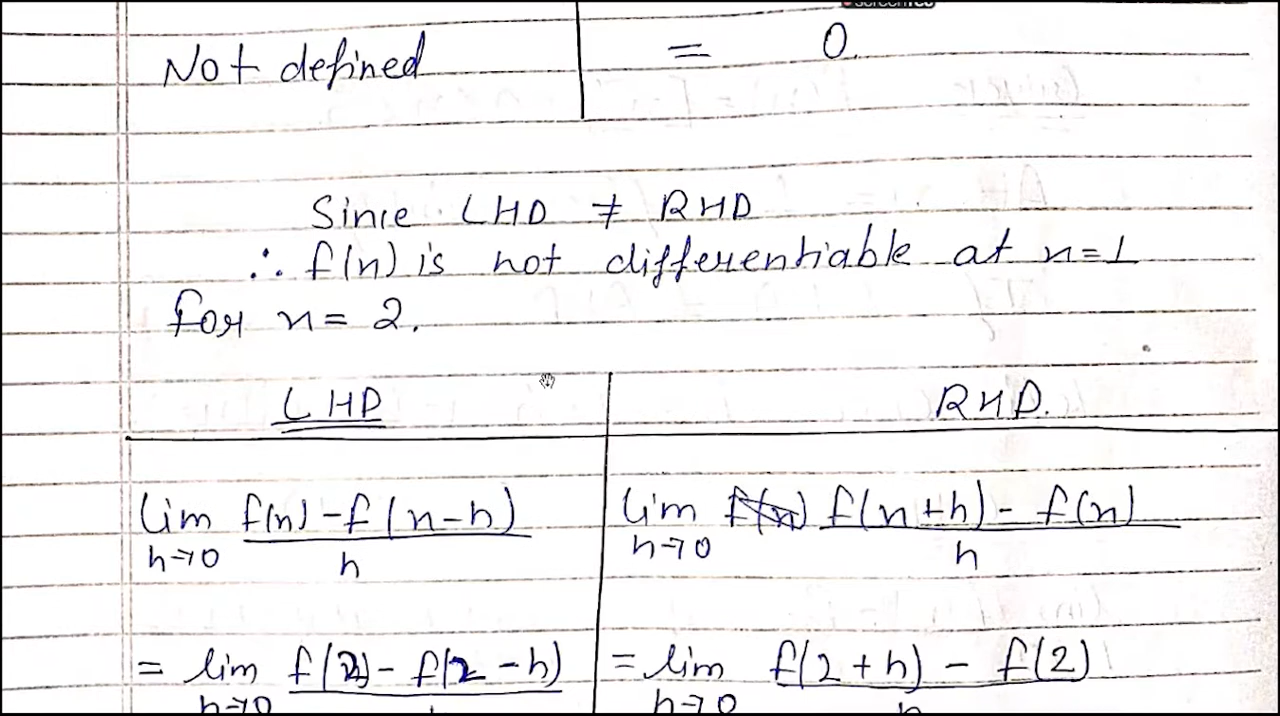 Not defined = 0.
Since LHD ≠ RHD
∴ f(n) is not differentiable at n=1
for n = 2.
LHD RHD.
lim f(n) - f(n-h) lim f(n+h) - f(n)
h→0 h h→0 h
= lim f(2) - f(2-h) = lim f(2+h) - f(2)
h→0 h→0